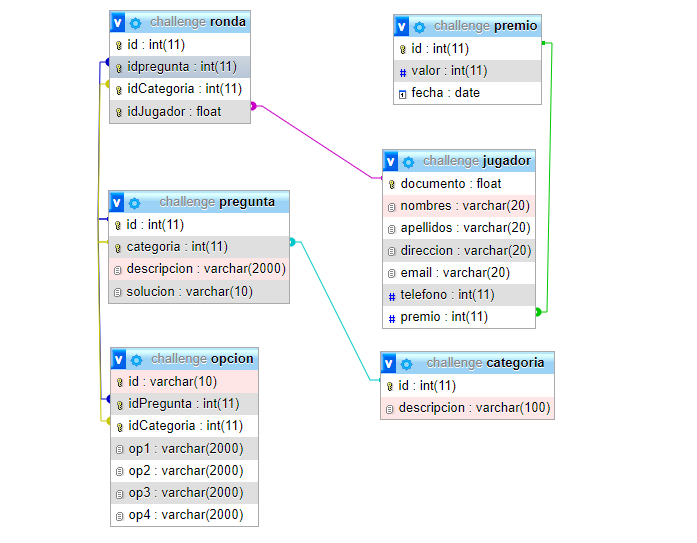 challenge ronda
id : int(11)
idpregunta : int(11)
idCategoria : int(11)
idJugador : float
challenge premio
id : int(11)
# valor : int(11)
fecha : date
challenge jugador
documento : float
nombres : varchar(20)
apellidos : varchar(20)
direccion : varchar(20)
email : varchar(20)
# telefono : int(11)
# premio : int(11)
challenge pregunta
id : int(11)
categoria : int(11)
descripcion : varchar(2000)
solucion : varchar(10)
challenge opcion
id : varchar(10)
idPregunta : int(11)
idCategoria : int(11)
op1 : varchar(2000)
op2 : varchar(2000)
op3 : varchar(2000)
op4 : varchar(2000)
challenge categoria
id : int(11)
descripcion : varchar(100)